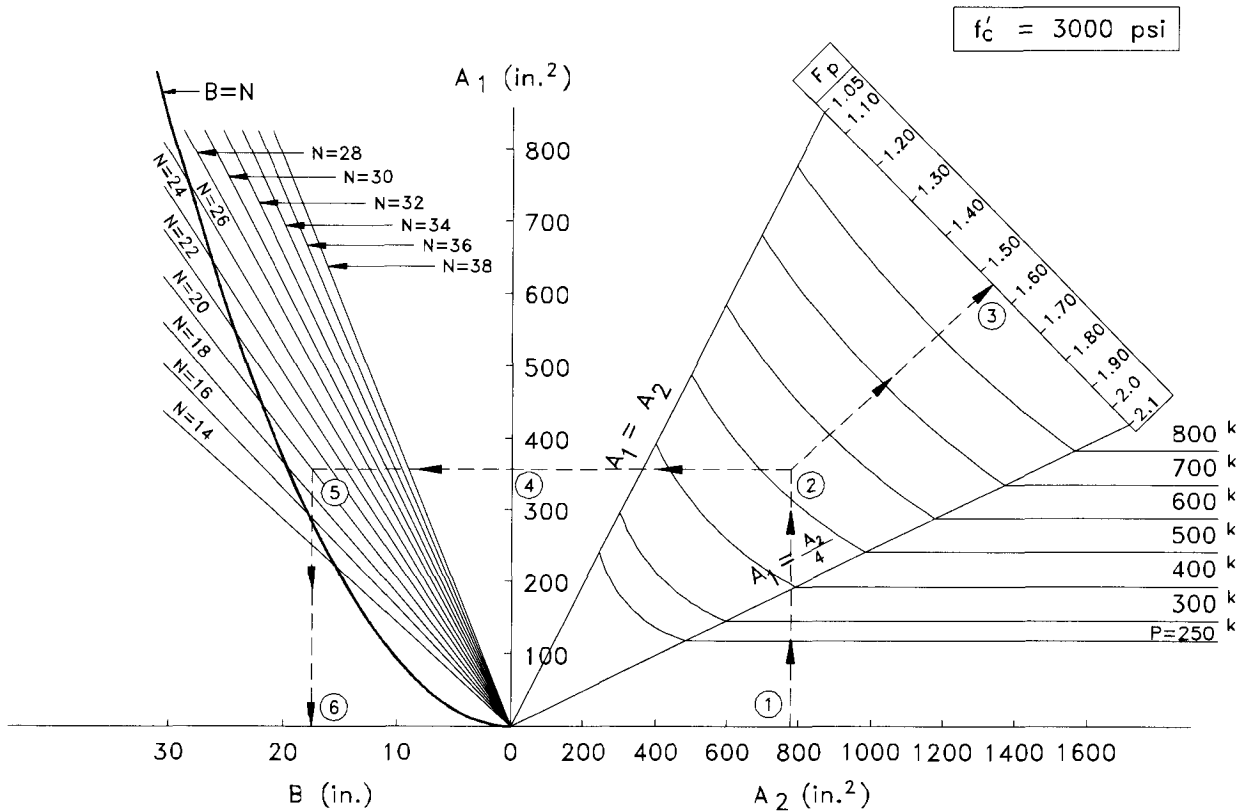 f'c = 3000 psi
A1 (in.²)
B=N
Fp
1.05
1.10
1.20
1.30
1.40
1.50
1.60
1.70
1.80
1.90
2.0
2.1
N=28
N=30
N=32
N=34
N=36
N=38
N=24
N=26
N=22
N=20
N=18
N=16
N=14
800
700
600
500
400
300
200
100
A1 = A2
A1 = A2/4
1
2
3
4
5
6
800 k
700 k
600 k
500 k
400 k
300 k
P=250 k
30 20 10 0 200 400 600 800 1000 1200 1400 1600
B (in.)
A2 (in.²)